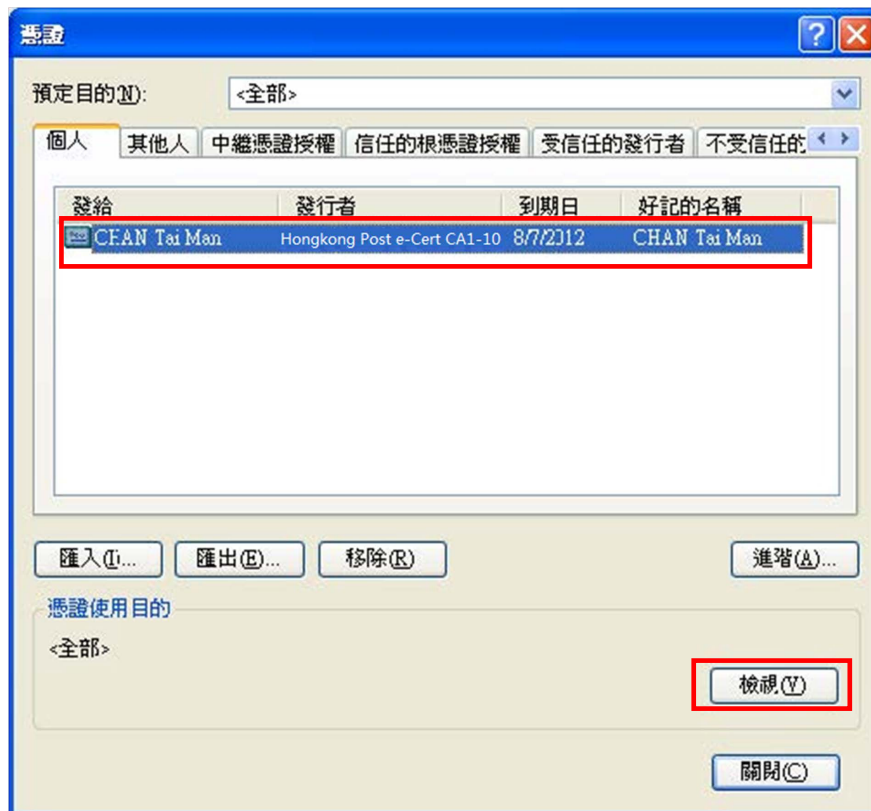 憑證
預定目的(N): <全部>
個人 其他人 中繼憑證授權 信任的根憑證授權 受信任的發行者 不受信任的
發給 發行者 到期日 好記的名稱
CHAN Tai Man Hongkong Post e-Cert CA1-10 8/7/2012 CHAN Tai Man
匯入(I)... 匯出(E)... 移除(R) 進階(A)...
憑證使用目的
<全部>
檢視(V)
關閉(C)